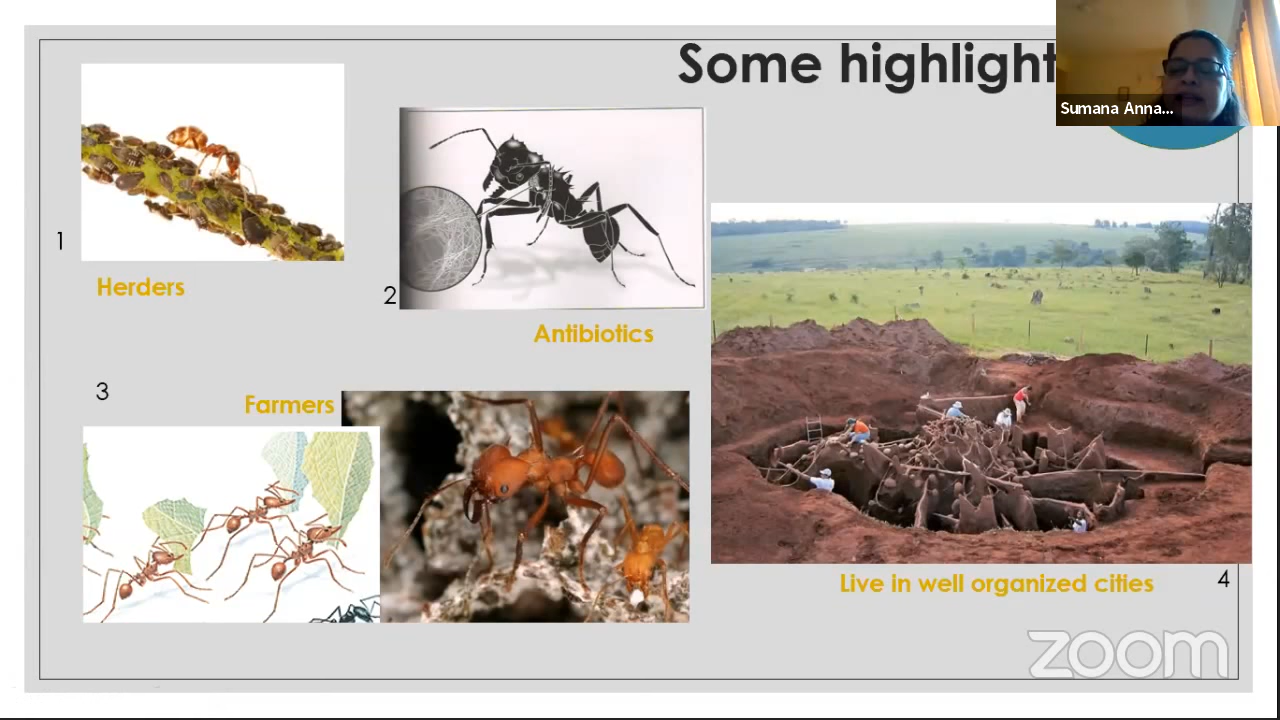 Some highlight
Sumana Anna...
1
Herders
2
Antibiotics
3
Farmers
Live in well organized cities
4
zoom